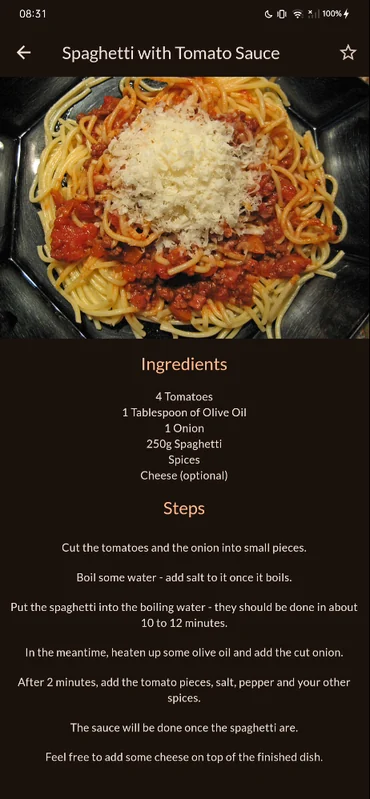 08:31
100%
Spaghetti with Tomato Sauce
Ingredients
4 Tomatoes
1 Tablespoon of Olive Oil
1 Onion
250g Spaghetti
Spices
Cheese (optional)
Steps
Cut the tomatoes and the onion into small pieces.
Boil some water - add salt to it once it boils.
Put the spaghetti into the boiling water - they should be done in about
10 to 12 minutes.
In the meantime, heaten up some olive oil and add the cut onion.
After 2 minutes, add the tomato pieces, salt, pepper and your other
spices.
The sauce will be done once the spaghetti are.
Feel free to add some cheese on top of the finished dish.